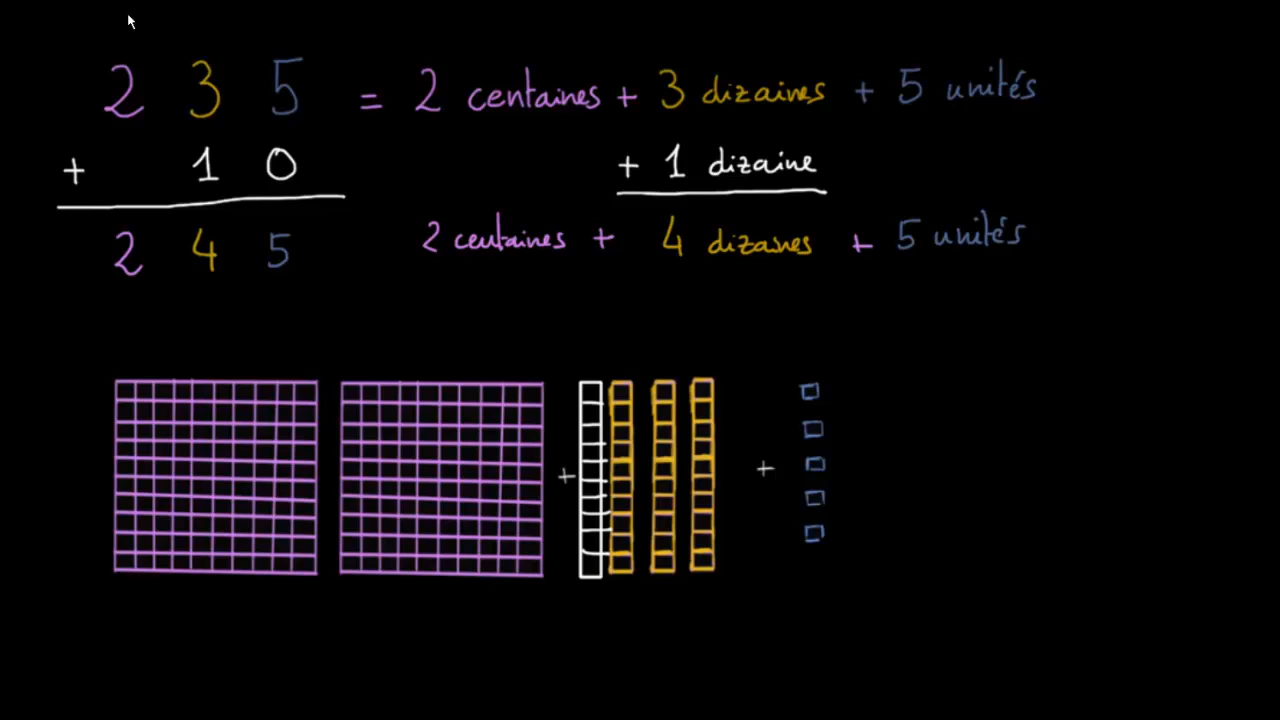 2 3 5 = 2 centaines + 3 dizaines + 5 unités
+ 1 0 + 1 dizaine
2 4 5 2 centaines + 4 dizaines + 5 unités
+ +